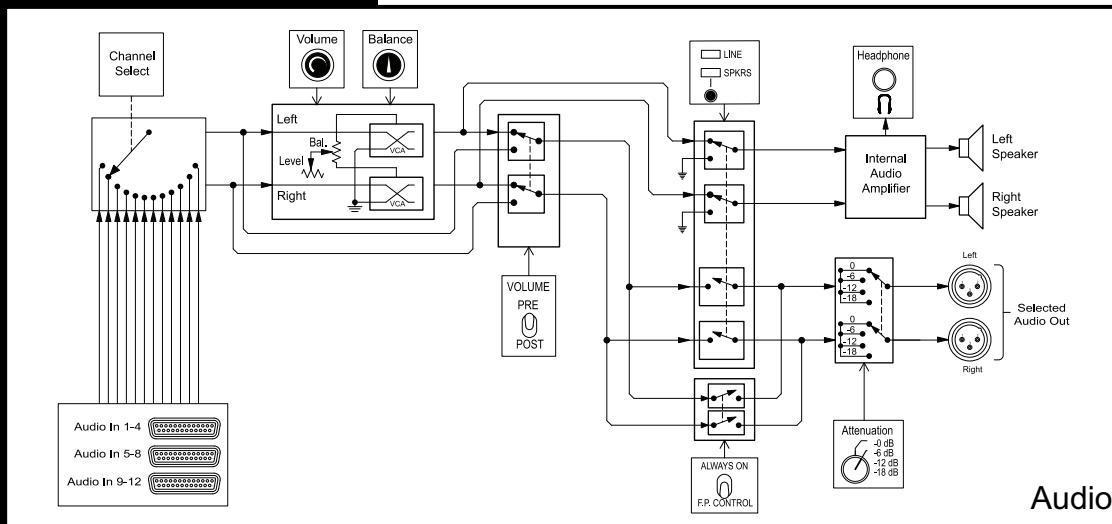 Channel
Select
Volume
Balance
LINE
SPKRS
Headphone
Left
Bal.
Level
Right
VCA
VCA
Internal
Audio
Amplifier
Left
Speaker
Right
Speaker
VOLUME
PRE
POST
0
-6
-12
-18
0
-6
-12
-18
Left
Right
Selected
Audio Out
Audio In 1-4
Audio In 5-8
Audio In 9-12
ALWAYS ON
F.P. CONTROL
Attenuation
-0 dB
-6 dB
-12 dB
-18 dB
Audio